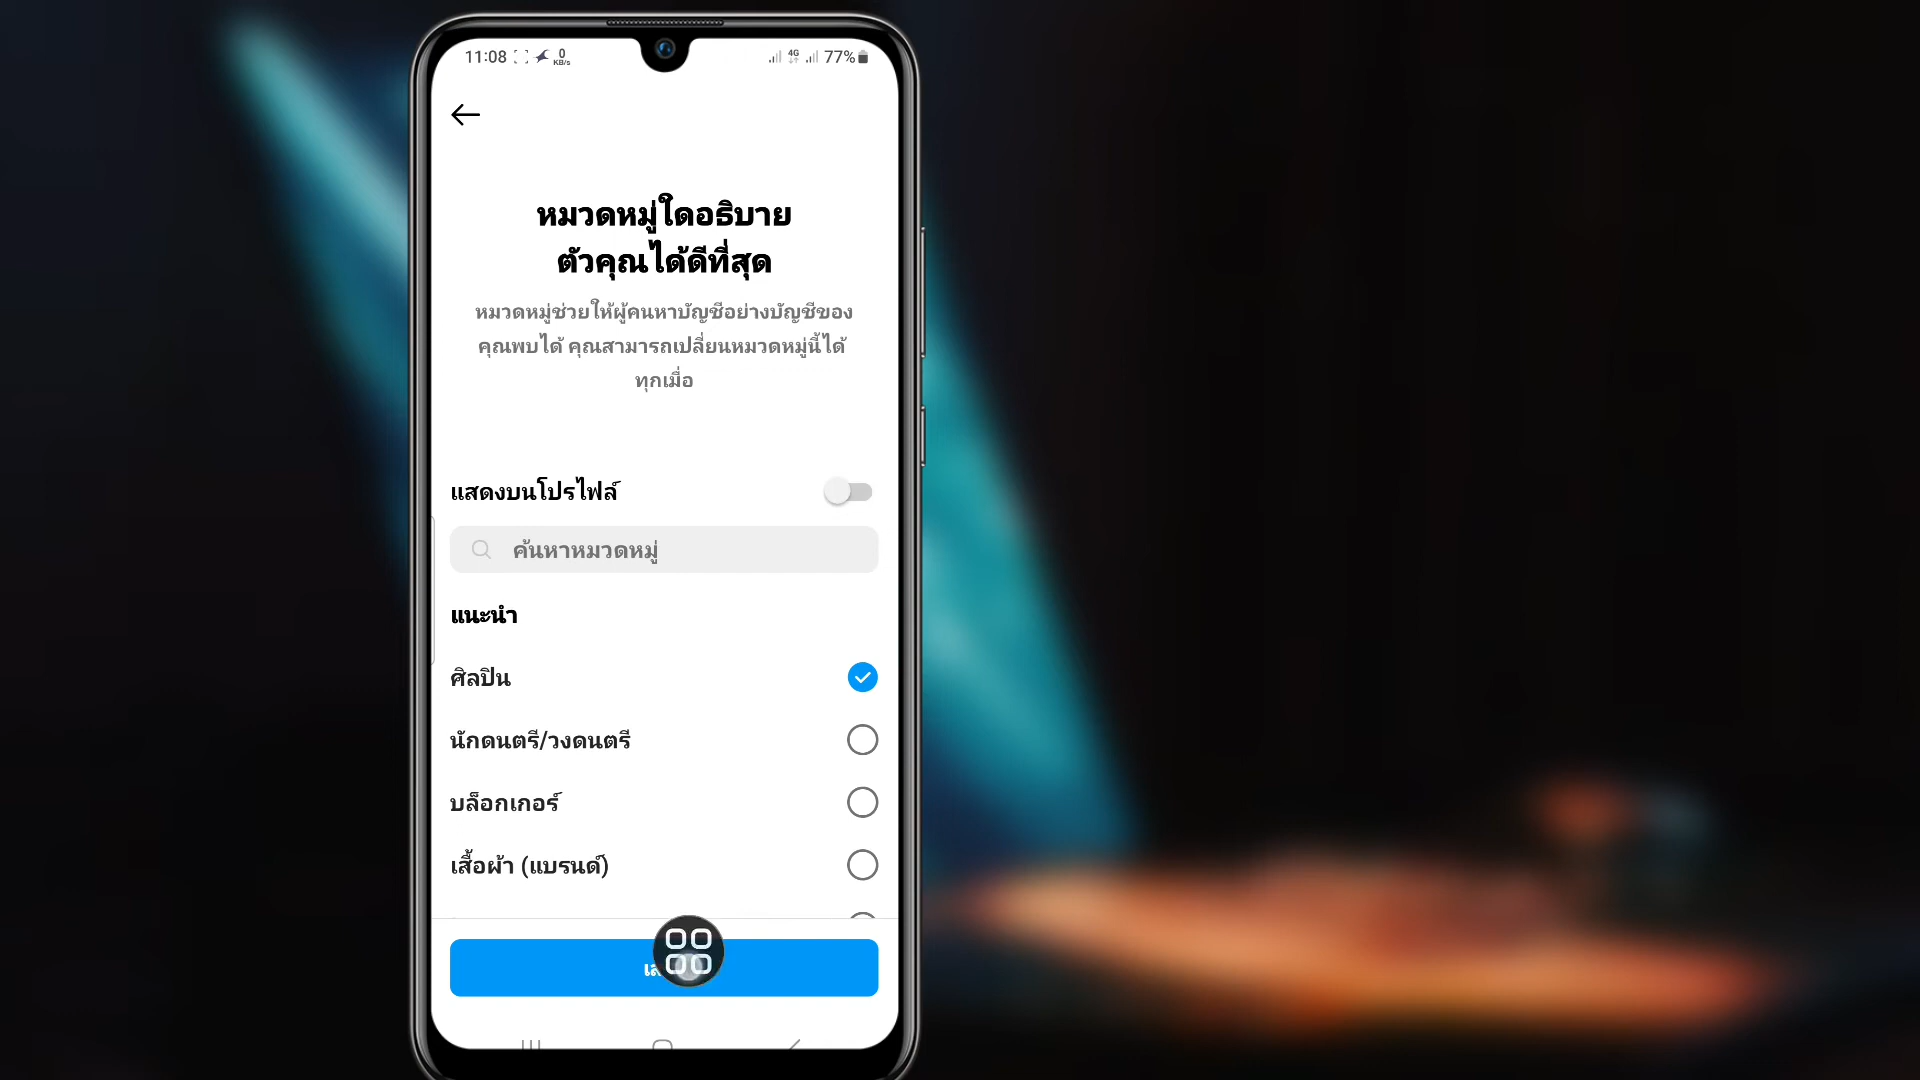 11:08
0
KB/s
4G
77%
หมวดหมู่ใดอธิบาย
ตัวคุณได้ดีที่สุด
หมวดหมู่ช่วยให้ผู้คนหาบัญชีอย่างบัญชีของ
คุณพบได้ คุณสามารถเปลี่ยนหมวดหมู่นี้ได้
ทุกเมื่อ
แสดงบนโปรไฟล์
ค้นหาหมวดหมู่
แนะนำ
ศิลปิน
นักดนตรี/วงดนตรี
บล็อกเกอร์
เสื้อผ้า (แบรนด์)